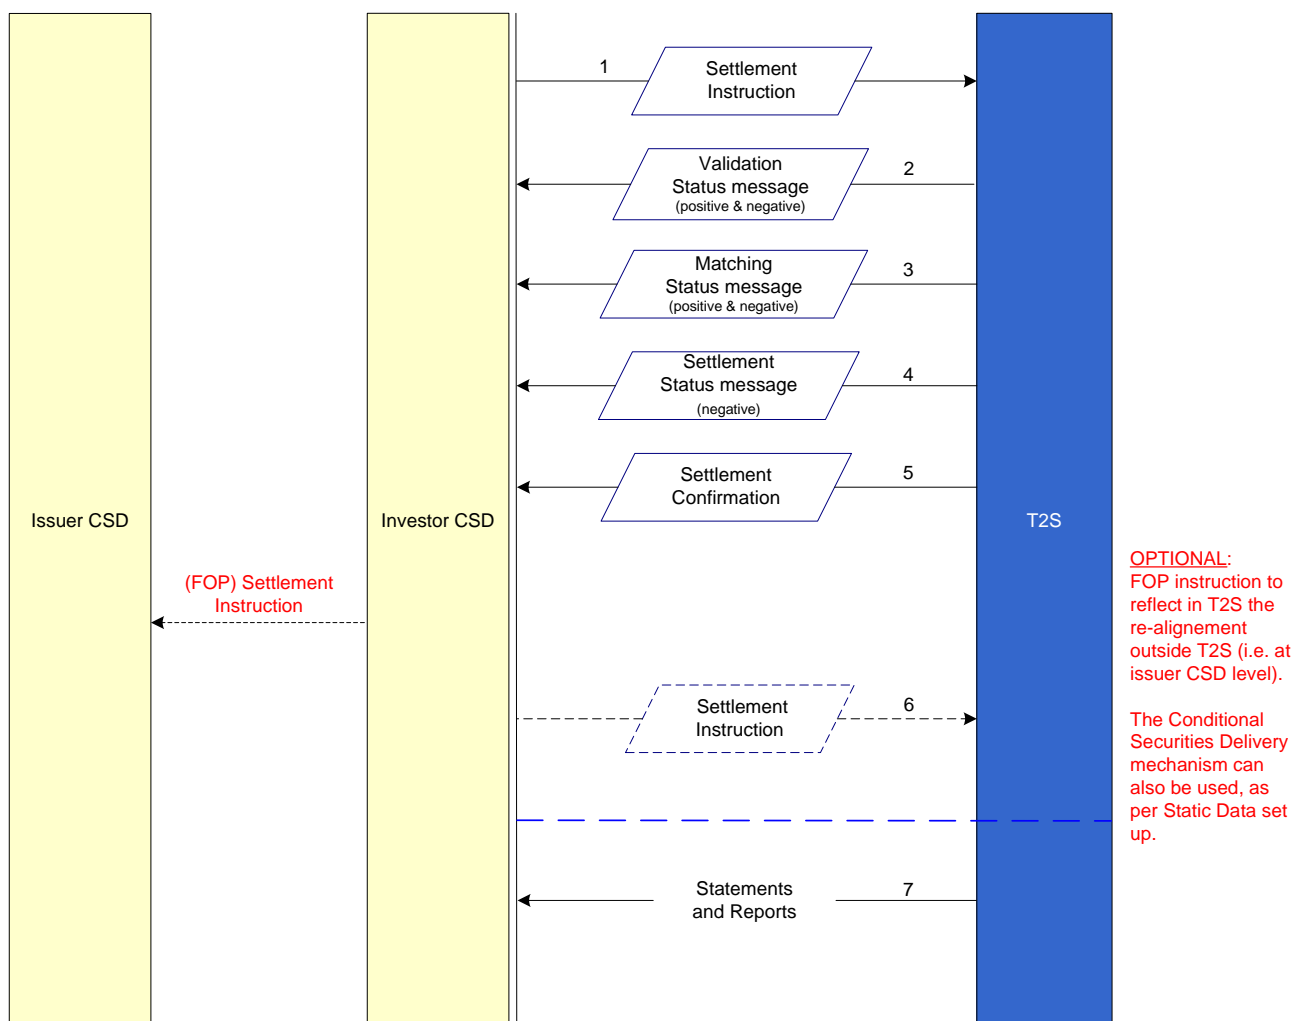 1
Settlement
Instruction
Validation
Status message
(positive & negative)
2
Matching
Status message
(positive & negative)
3
Settlement
Status message
(negative)
4
Settlement
Confirmation
5
Issuer CSD
Investor CSD
T2S
(FOP) Settlement
Instruction
OPTIONAL:
FOP instruction to
reflect in T2S the
re-alignement
outside T2S (i.e. at
issuer CSD level).
The Conditional
Securities Delivery
mechanism can
also be used, as
per Static Data set
up.
Settlement
Instruction
6
Statements
and Reports
7